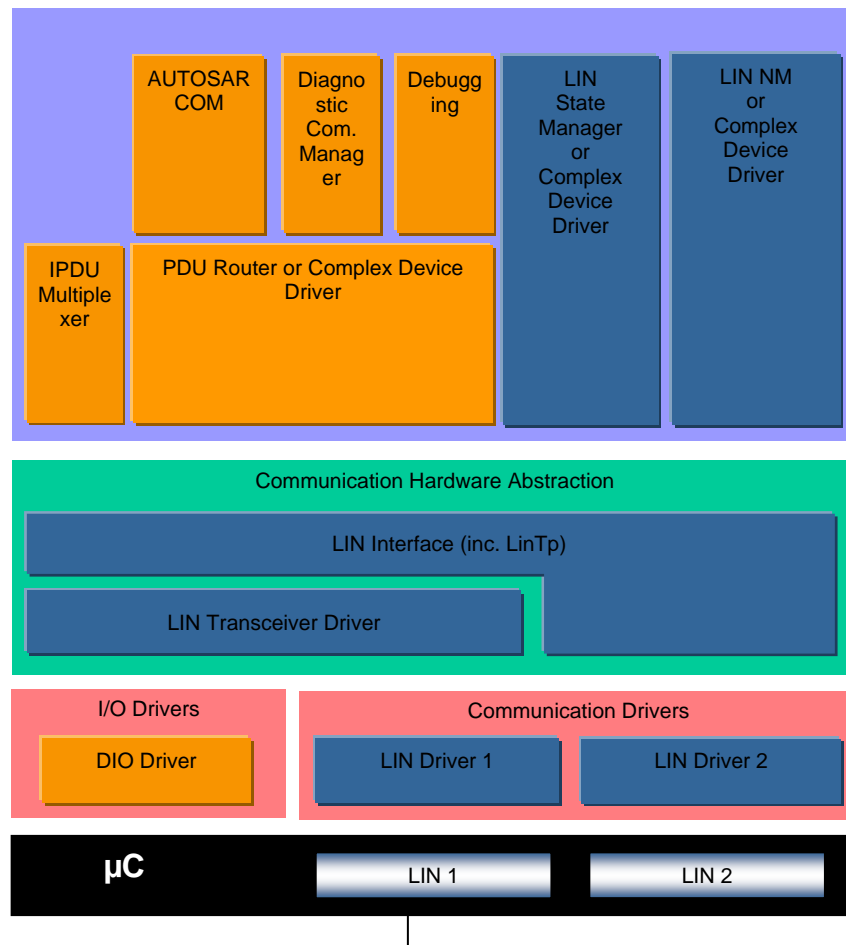 AUTOSAR
COM
Diagno
stic
Com.
Manag
er
Debugg
ing
LIN
State
Manager
or
Complex
Device
Driver
LIN NM
or
Complex
Device
Driver
IPDU
Multiple
xer
PDU Router or Complex Device
Driver
Communication Hardware Abstraction
LIN Interface (inc. LinTp)
LIN Transceiver Driver
I/O Drivers
Communication Drivers
DIO Driver
LIN Driver 1
LIN Driver 2
µC
LIN 1
LIN 2